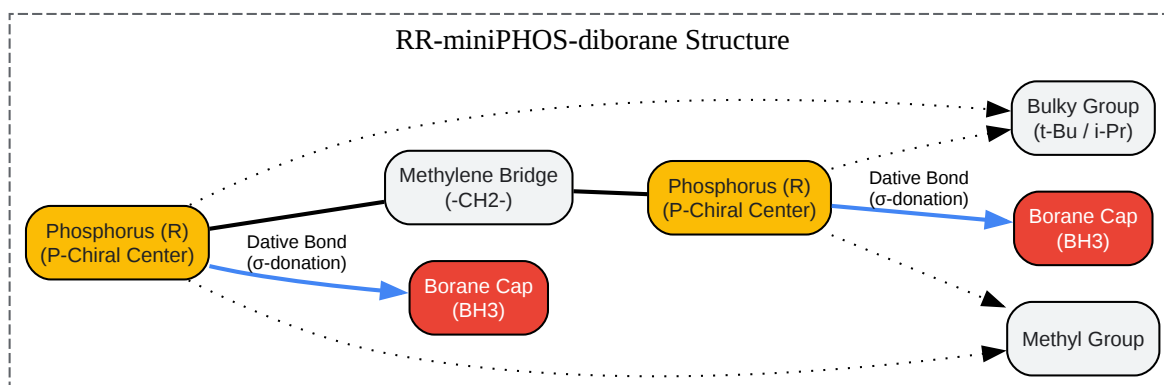 RR-miniPHOS-diborane Structure
Bulky Group
(t-Bu / i-Pr)
Methylene Bridge
(-CH2-)
Phosphorus (R)
(P-Chiral Center)
Dative Bond
(σ-donation)
Borane Cap
(BH3)
Phosphorus (R)
(P-Chiral Center)
Dative Bond
(σ-donation)
Borane Cap
(BH3)
Methyl Group